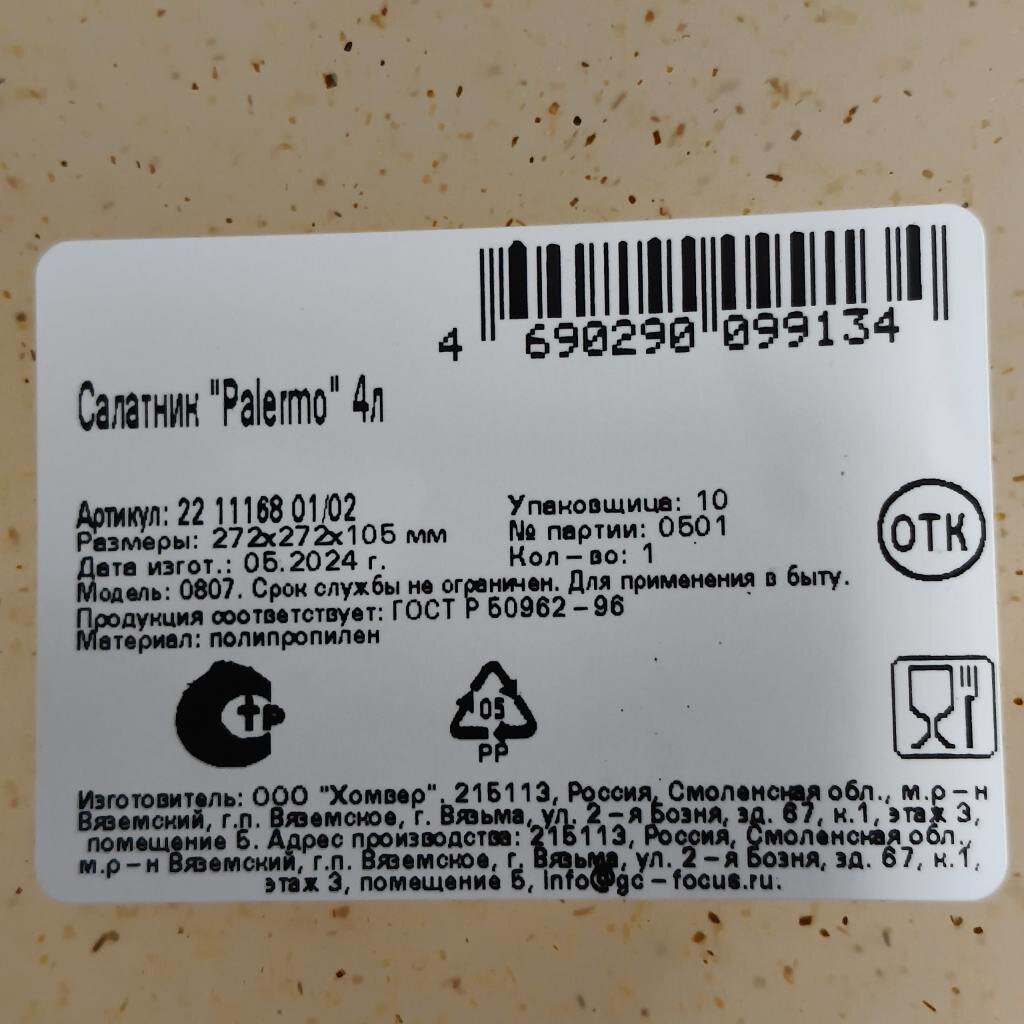 4 690290 099134
Салатник "Palermo" 4л
Артикул: 22 11168 01/02
Размеры: 272x272x105 мм
Дата изгот.: 05.2024 г.
Упаковщица: 10
№ партии: 0501
Кол-во: 1
Модель: 0807. Срок службы не ограничен. Для применения в быту.
Продукция соответствует: ГОСТ Р 50962-96
Материал: полипропилен
ОТК
тр
05
PP
Изготовитель: ООО "Хомвер". 215113, Россия, Смоленская обл., м.р-н
Вяземский, г.п. Вяземское, г. Вязьма, ул. 2-я Бозня, зд. 67, к.1, этаж 3,
помещение 5. Адрес производства: 215113, Россия, Смоленская обл.,
м.р-н Вяземский, г.п. Вяземское, г. Вязьма, ул. 2-я Бозня, зд. 67, к.1,
этаж 3, помещение 5, info@gc-focus.ru.